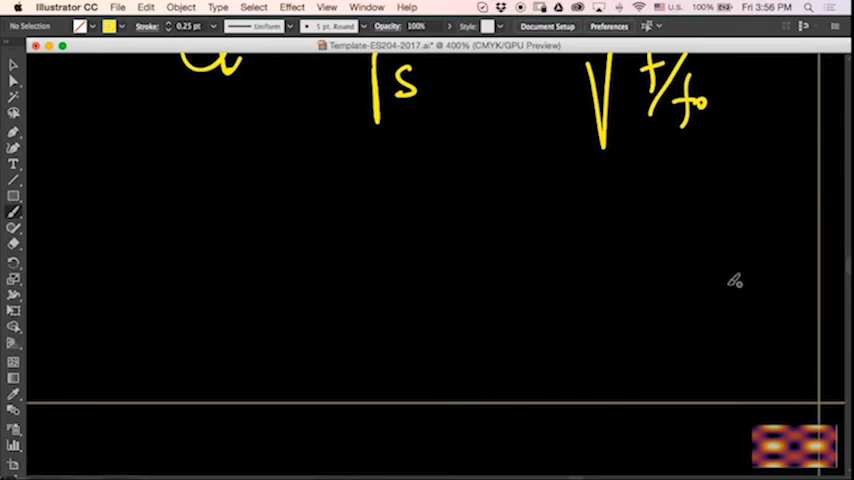 Illustrator CC File Edit Object Type Select Effect View Window Help U.S. 100% Fri 3:56 PM
No Selection Stroke: 0.25 pt Uniform 5 pt. Round Opacity: 100% Style: Document Setup Preferences
Template-ES204-2017.ai* @ 400% (CMYK/GPU Preview)
s f/f₀